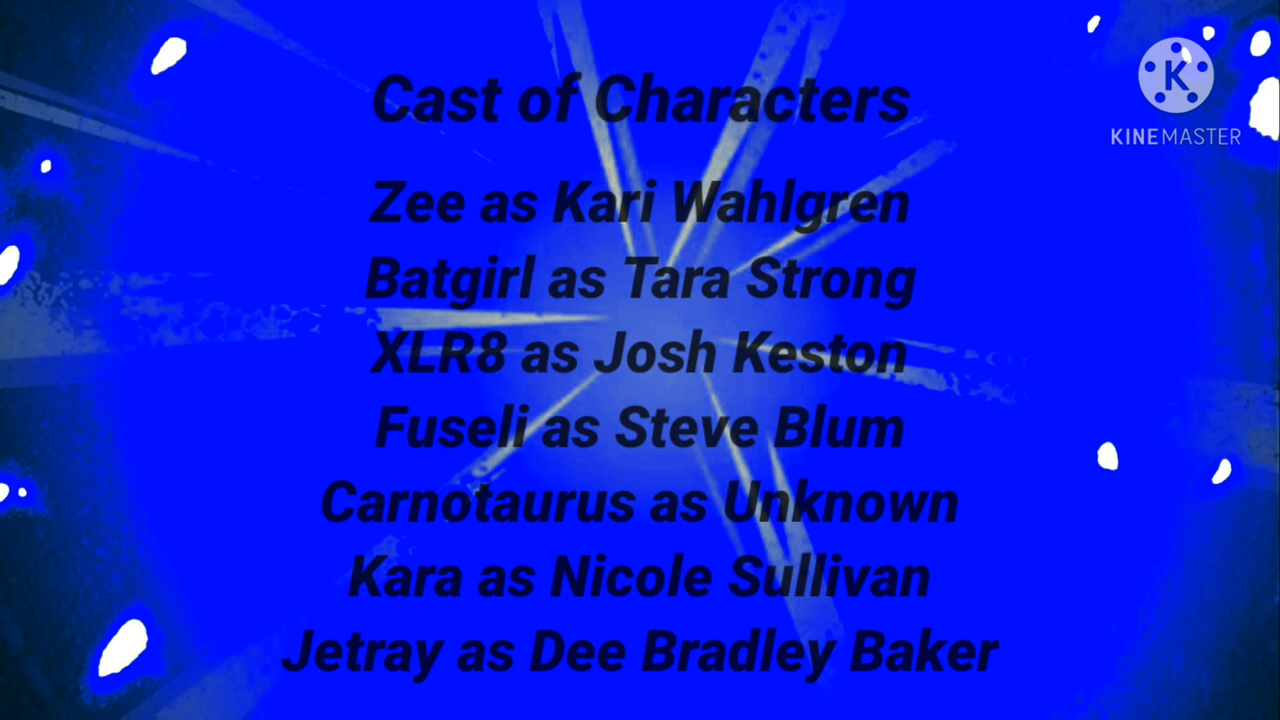 Cast of Characters
K
KINEMASTER
Zee as Kari Wahlgren
Batgirl as Tara Strong
XLR8 as Josh Keston
Fuseli as Steve Blum
Carnotaurus as Unknown
Kara as Nicole Sullivan
Jetray as Dee Bradley Baker